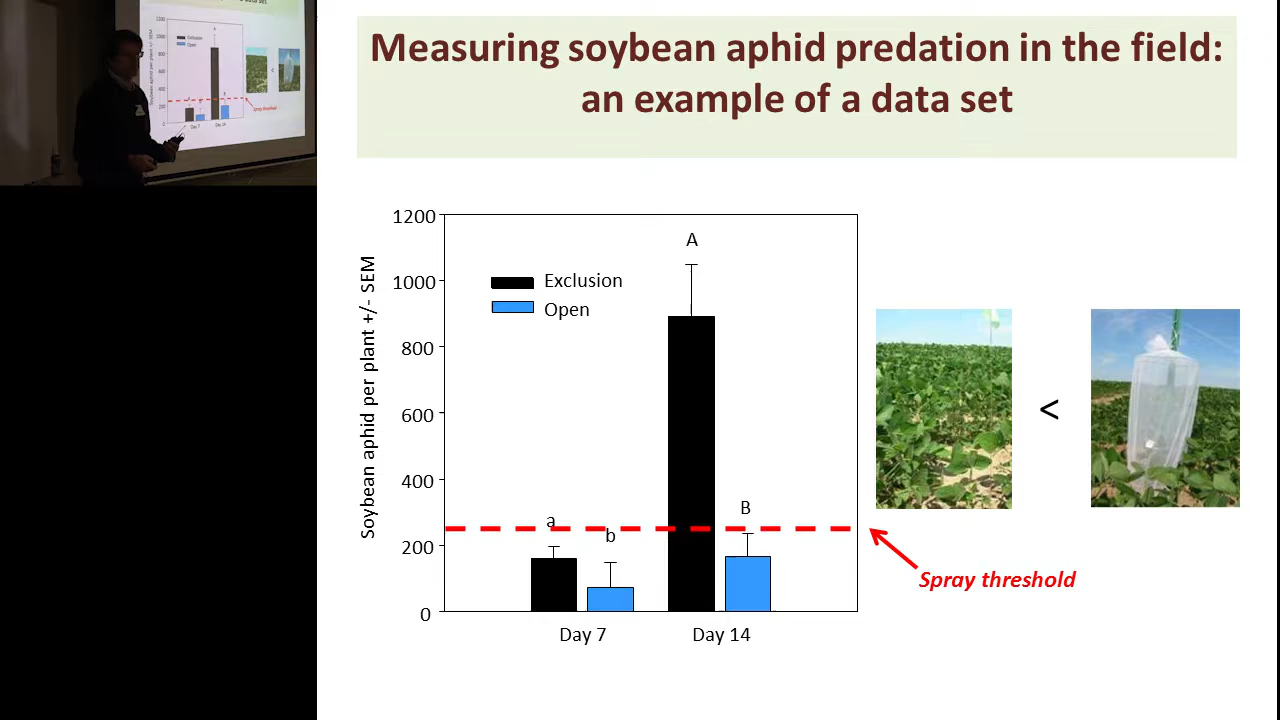 Measuring soybean aphid predation in the field:
an example of a data set
Soybean aphid per plant +/- SEM
1200
1000
800
600
400
200
0
Exclusion
Open
a
b
A
B
Day 7
Day 14
<
Spray threshold